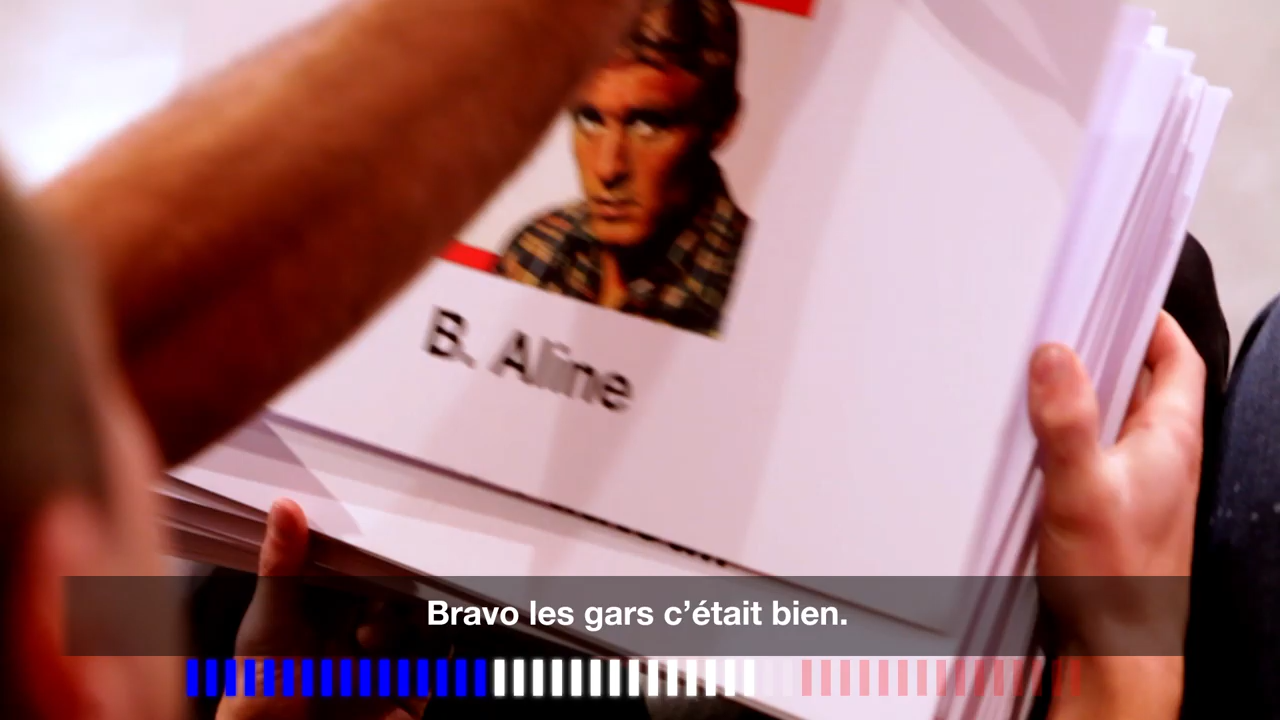 B. Aline
Bravo les gars c’était bien.